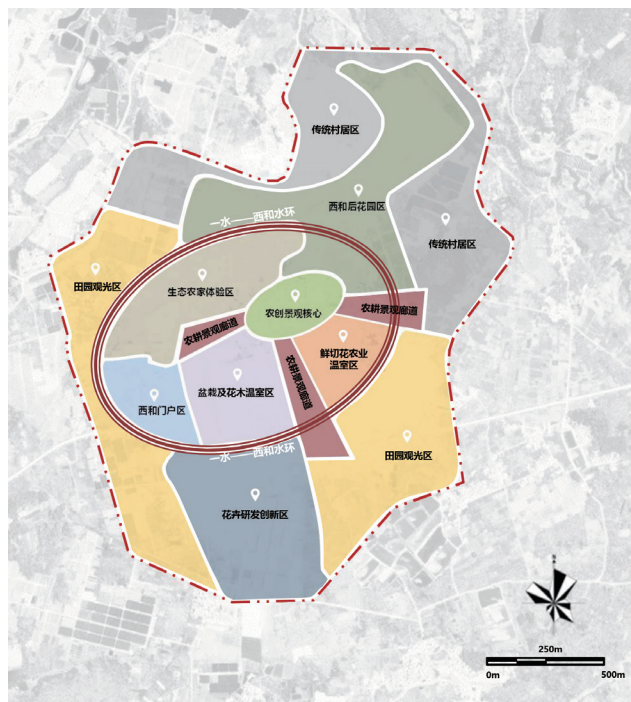 传统村居区
西和后花园区
一水——西和水环
传统村居区
田园观光区
生态农家体验区
农创景观核心
农耕景观廊道
农耕景观廊道
鲜切花农业
温室区
农耕景观廊道
盆栽及花木温室区
西和门户区
一水——西和水环
田园观光区
花卉研发创新区
250m
0m
500m